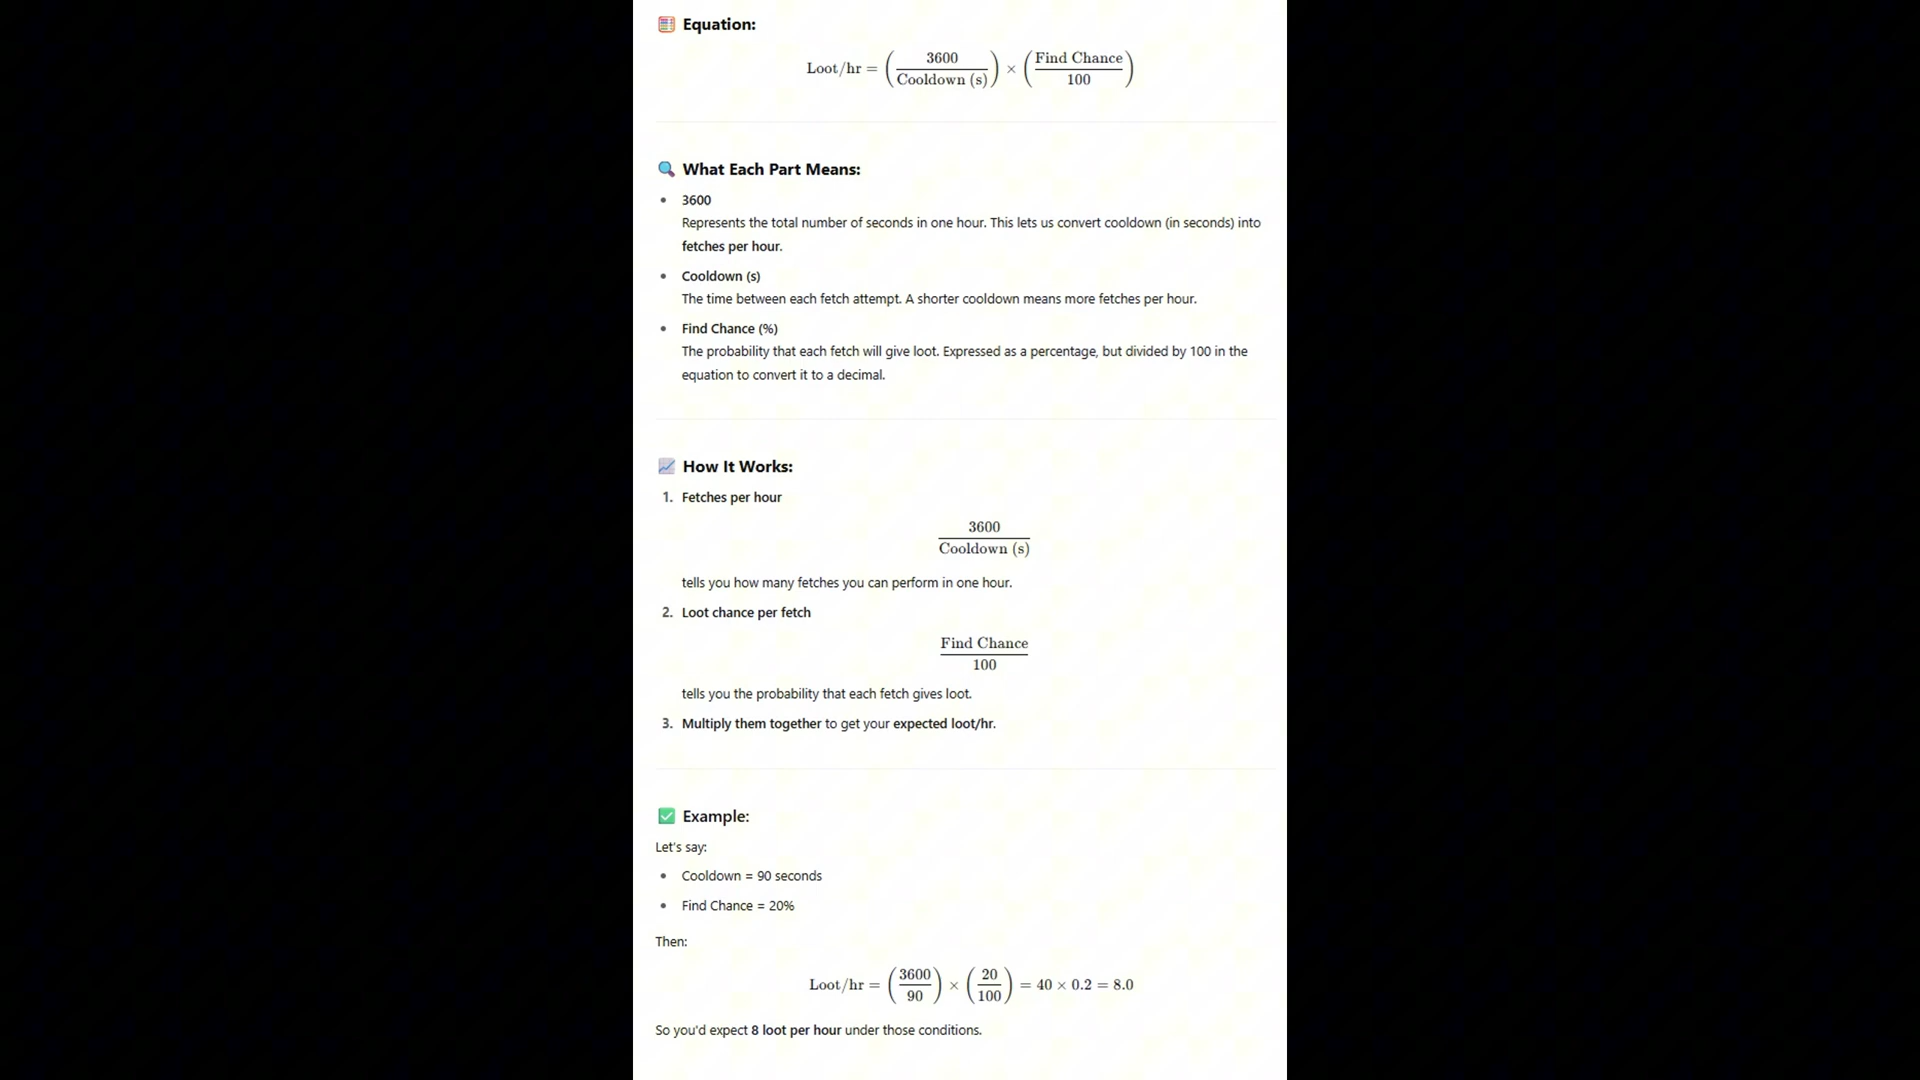 Equation:
Loot/hr = (3600 / Cooldown (s)) × (Find Chance / 100)
What Each Part Means:
• 3600
Represents the total number of seconds in one hour. This lets us convert cooldown (in seconds) into
fetches per hour.
• Cooldown (s)
The time between each fetch attempt. A shorter cooldown means more fetches per hour.
• Find Chance (%)
The probability that each fetch will give loot. Expressed as a percentage, but divided by 100 in the
equation to convert it to a decimal.
How It Works:
1. Fetches per hour
3600
Cooldown (s)
tells you how many fetches you can perform in one hour.
2. Loot chance per fetch
Find Chance
100
tells you the probability that each fetch gives loot.
3. Multiply them together to get your expected loot/hr.
Example:
Let's say:
• Cooldown = 90 seconds
• Find Chance = 20%
Then:
Loot/hr = (3600 / 90) × (20 / 100) = 40 × 0.2 = 8.0
So you'd expect 8 loot per hour under those conditions.